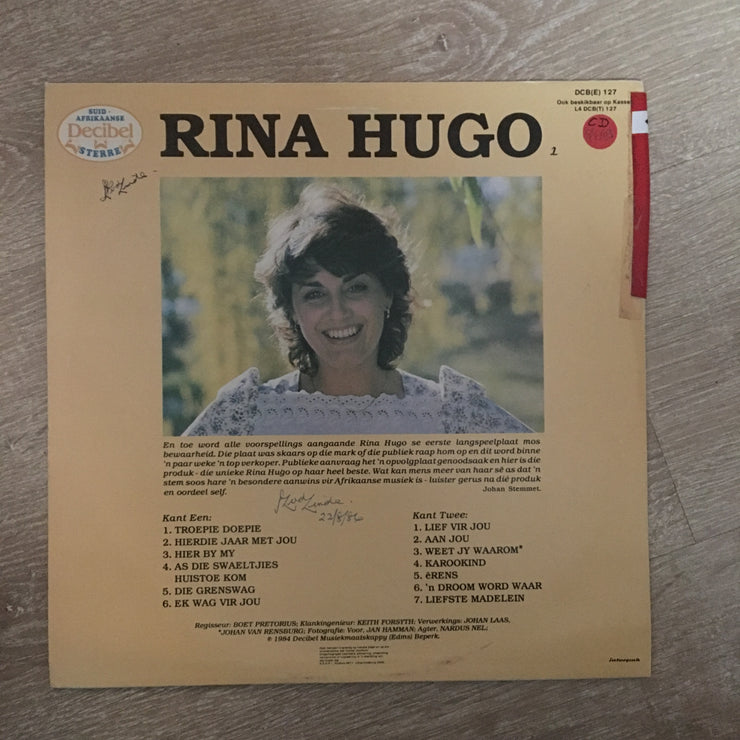 SUID-
AFRIKAANSE
Decibel
STERRE
DCB(E) 127
Ook beskikbaar op Kasse
L4 DCB(T) 127
CD
RINA HUGO
1
En toe word alle voorspellings aangaande Rina Hugo se eerste langspeelplaat mos
bewaarheid. Die plaat was skaars op die mark of die publiek raap hom op en dit word binne
'n paar weke 'n top verkoper. Publieke aanvraag het 'n opvolgplaat genoodsaak en hier is die
produk - die unieke Rina Hugo op haar heel beste. Wat kan mens meer van haar sê as dat 'n
stem soos hare 'n besondere aanwins vir Afrikaanse musiek is - luister gerus na dié produk
en oordeel self.
Johan Stemmet.
22/8/86
Kant Een:
1. TROEPIE DOEPIE
2. HIERDIE JAAR MET JOU
3. HIER BY MY
4. AS DIE SWAELTJIES
HUISTOE KOM
5. DIE GRENSWAG
6. EK WAG VIR JOU
Kant Twee:
1. LIEF VIR JOU
2. AAN JOU
3. WEET JY WAAROM*
4. KAROOKIND
5. êRENS
6. 'n DROOM WORD WAAR
7. LIEFSTE MADELEIN
Regisseur: BOET PRETORIUS; Klankingenieur: KEITH FORSYTH; Verwerkings: JOHAN LAAS,
*JOHAN VAN RENSBURG; Fotografie: Voor, JAN HAMMAN; Agter, NARDUS NEL;
℗ 1984 Decibel Musiekmaatskappy (Edms) Beperk.
interpak